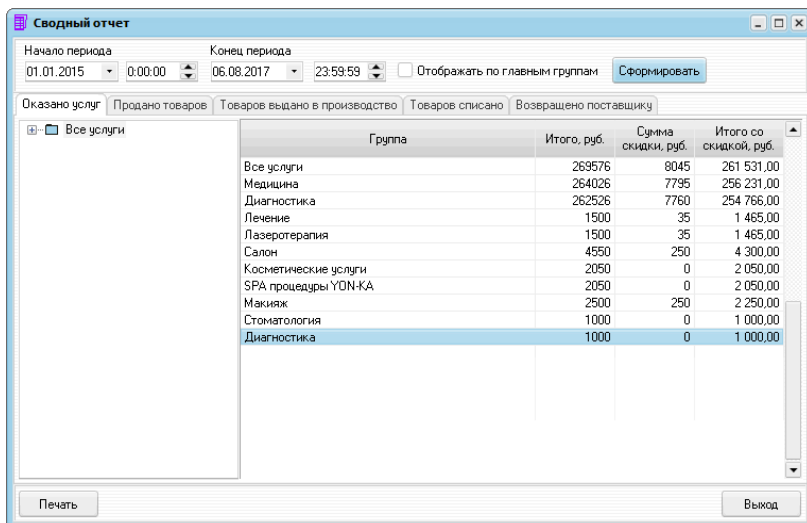 Сводный отчет
Начало периода Конец периода
01.01.2015 0:00:00 06.08.2017 23:59:59 Отображать по главным группам Сформировать
Оказано услуг Продано товаров Товаров выдано в производство Товаров списано Возвращено поставщику
Все услуги
Группа Итого, руб. Сумма скидки, руб. Итого со скидкой, руб.
Все услуги 269576 8045 261 531,00
Медицина 264026 7795 256 231,00
Диагностика 262526 7760 254 766,00
Лечение 1500 35 1 465,00
Лазеротерапия 1500 35 1 465,00
Салон 4550 250 4 300,00
Косметические услуги 2050 0 2 050,00
SPA процедуры YON-KA 2050 0 2 050,00
Макияж 2500 250 2 250,00
Стоматология 1000 0 1 000,00
Диагностика 1000 0 1 000,00
Печать Выход